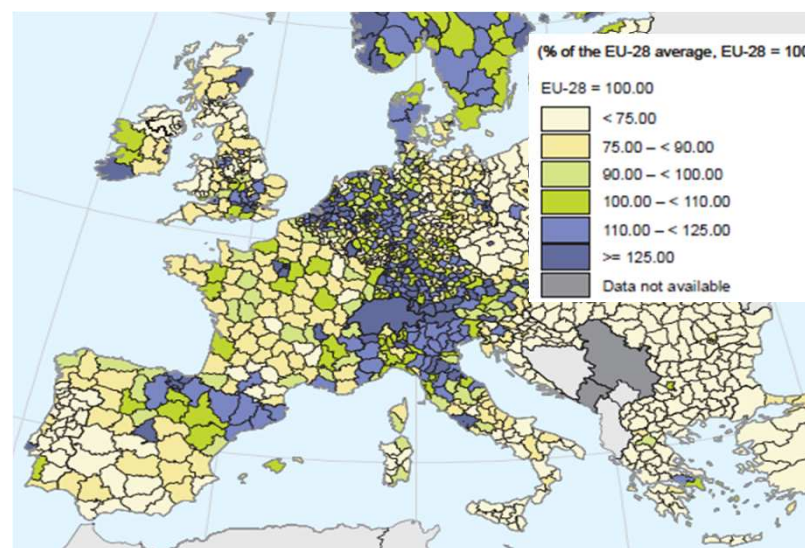 (% of the EU-28 average, EU-28 = 100
EU-28 = 100.00
< 75.00
75.00 – < 90.00
90.00 – < 100.00
100.00 – < 110.00
110.00 – < 125.00
>= 125.00
Data not available